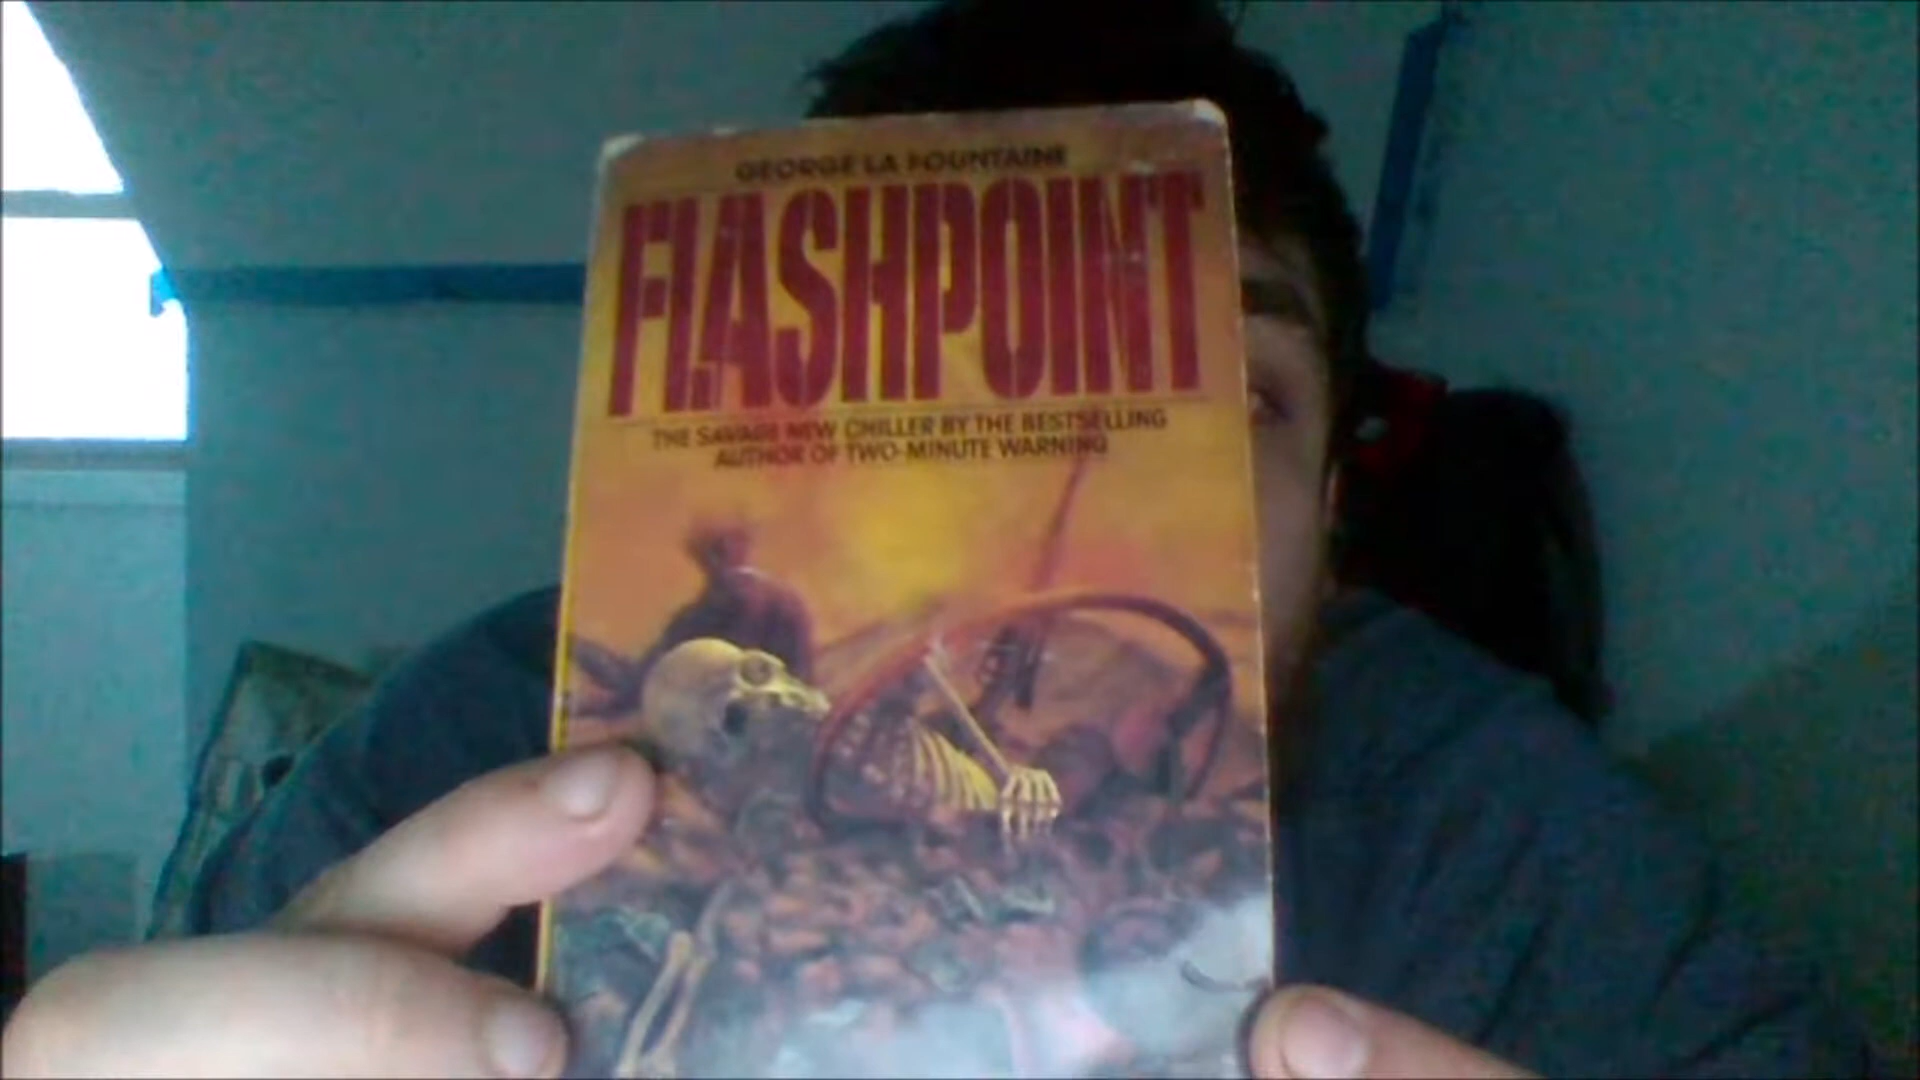 GEORGE LA FOUNTAINE
FLASHPOINT
THE SAVAGE NEW CHILLER BY THE BESTSELLING
AUTHOR OF TWO-MINUTE WARNING